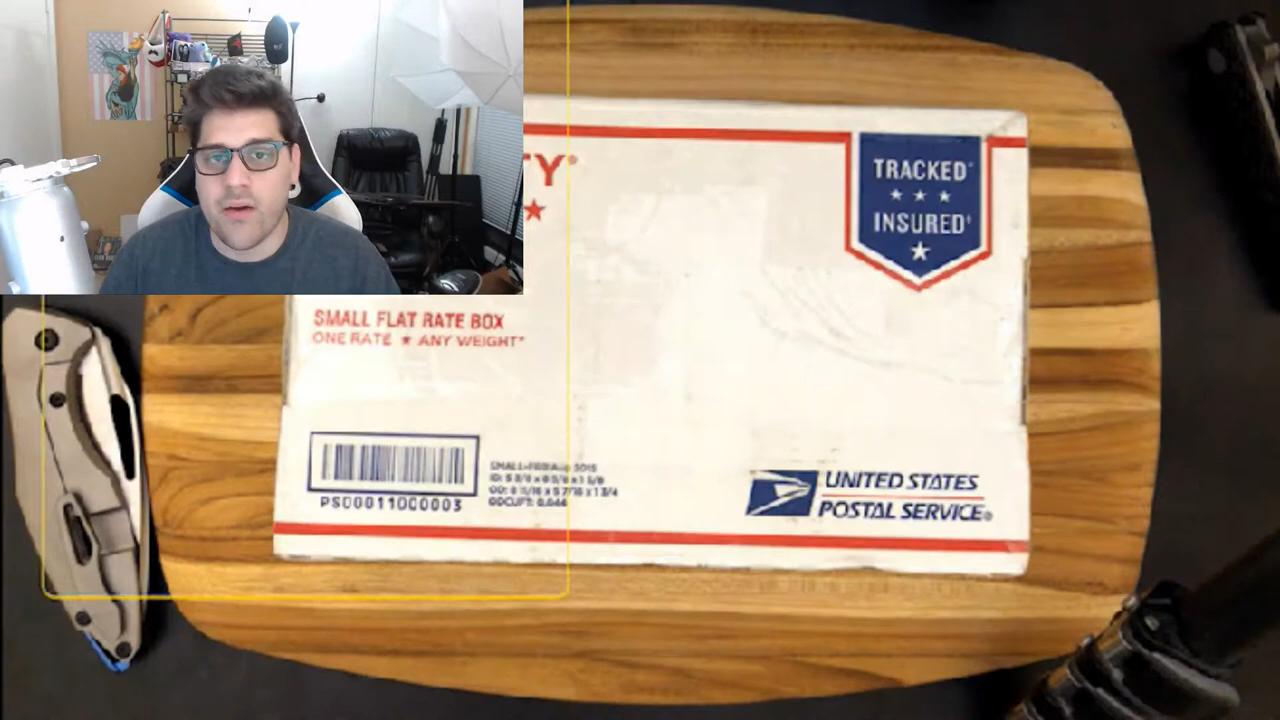 TY®
TRACKED*
INSURED†
SMALL FLAT RATE BOX
ONE RATE ★ ANY WEIGHT*
PS00011000003
UNITED STATES
POSTAL SERVICE®